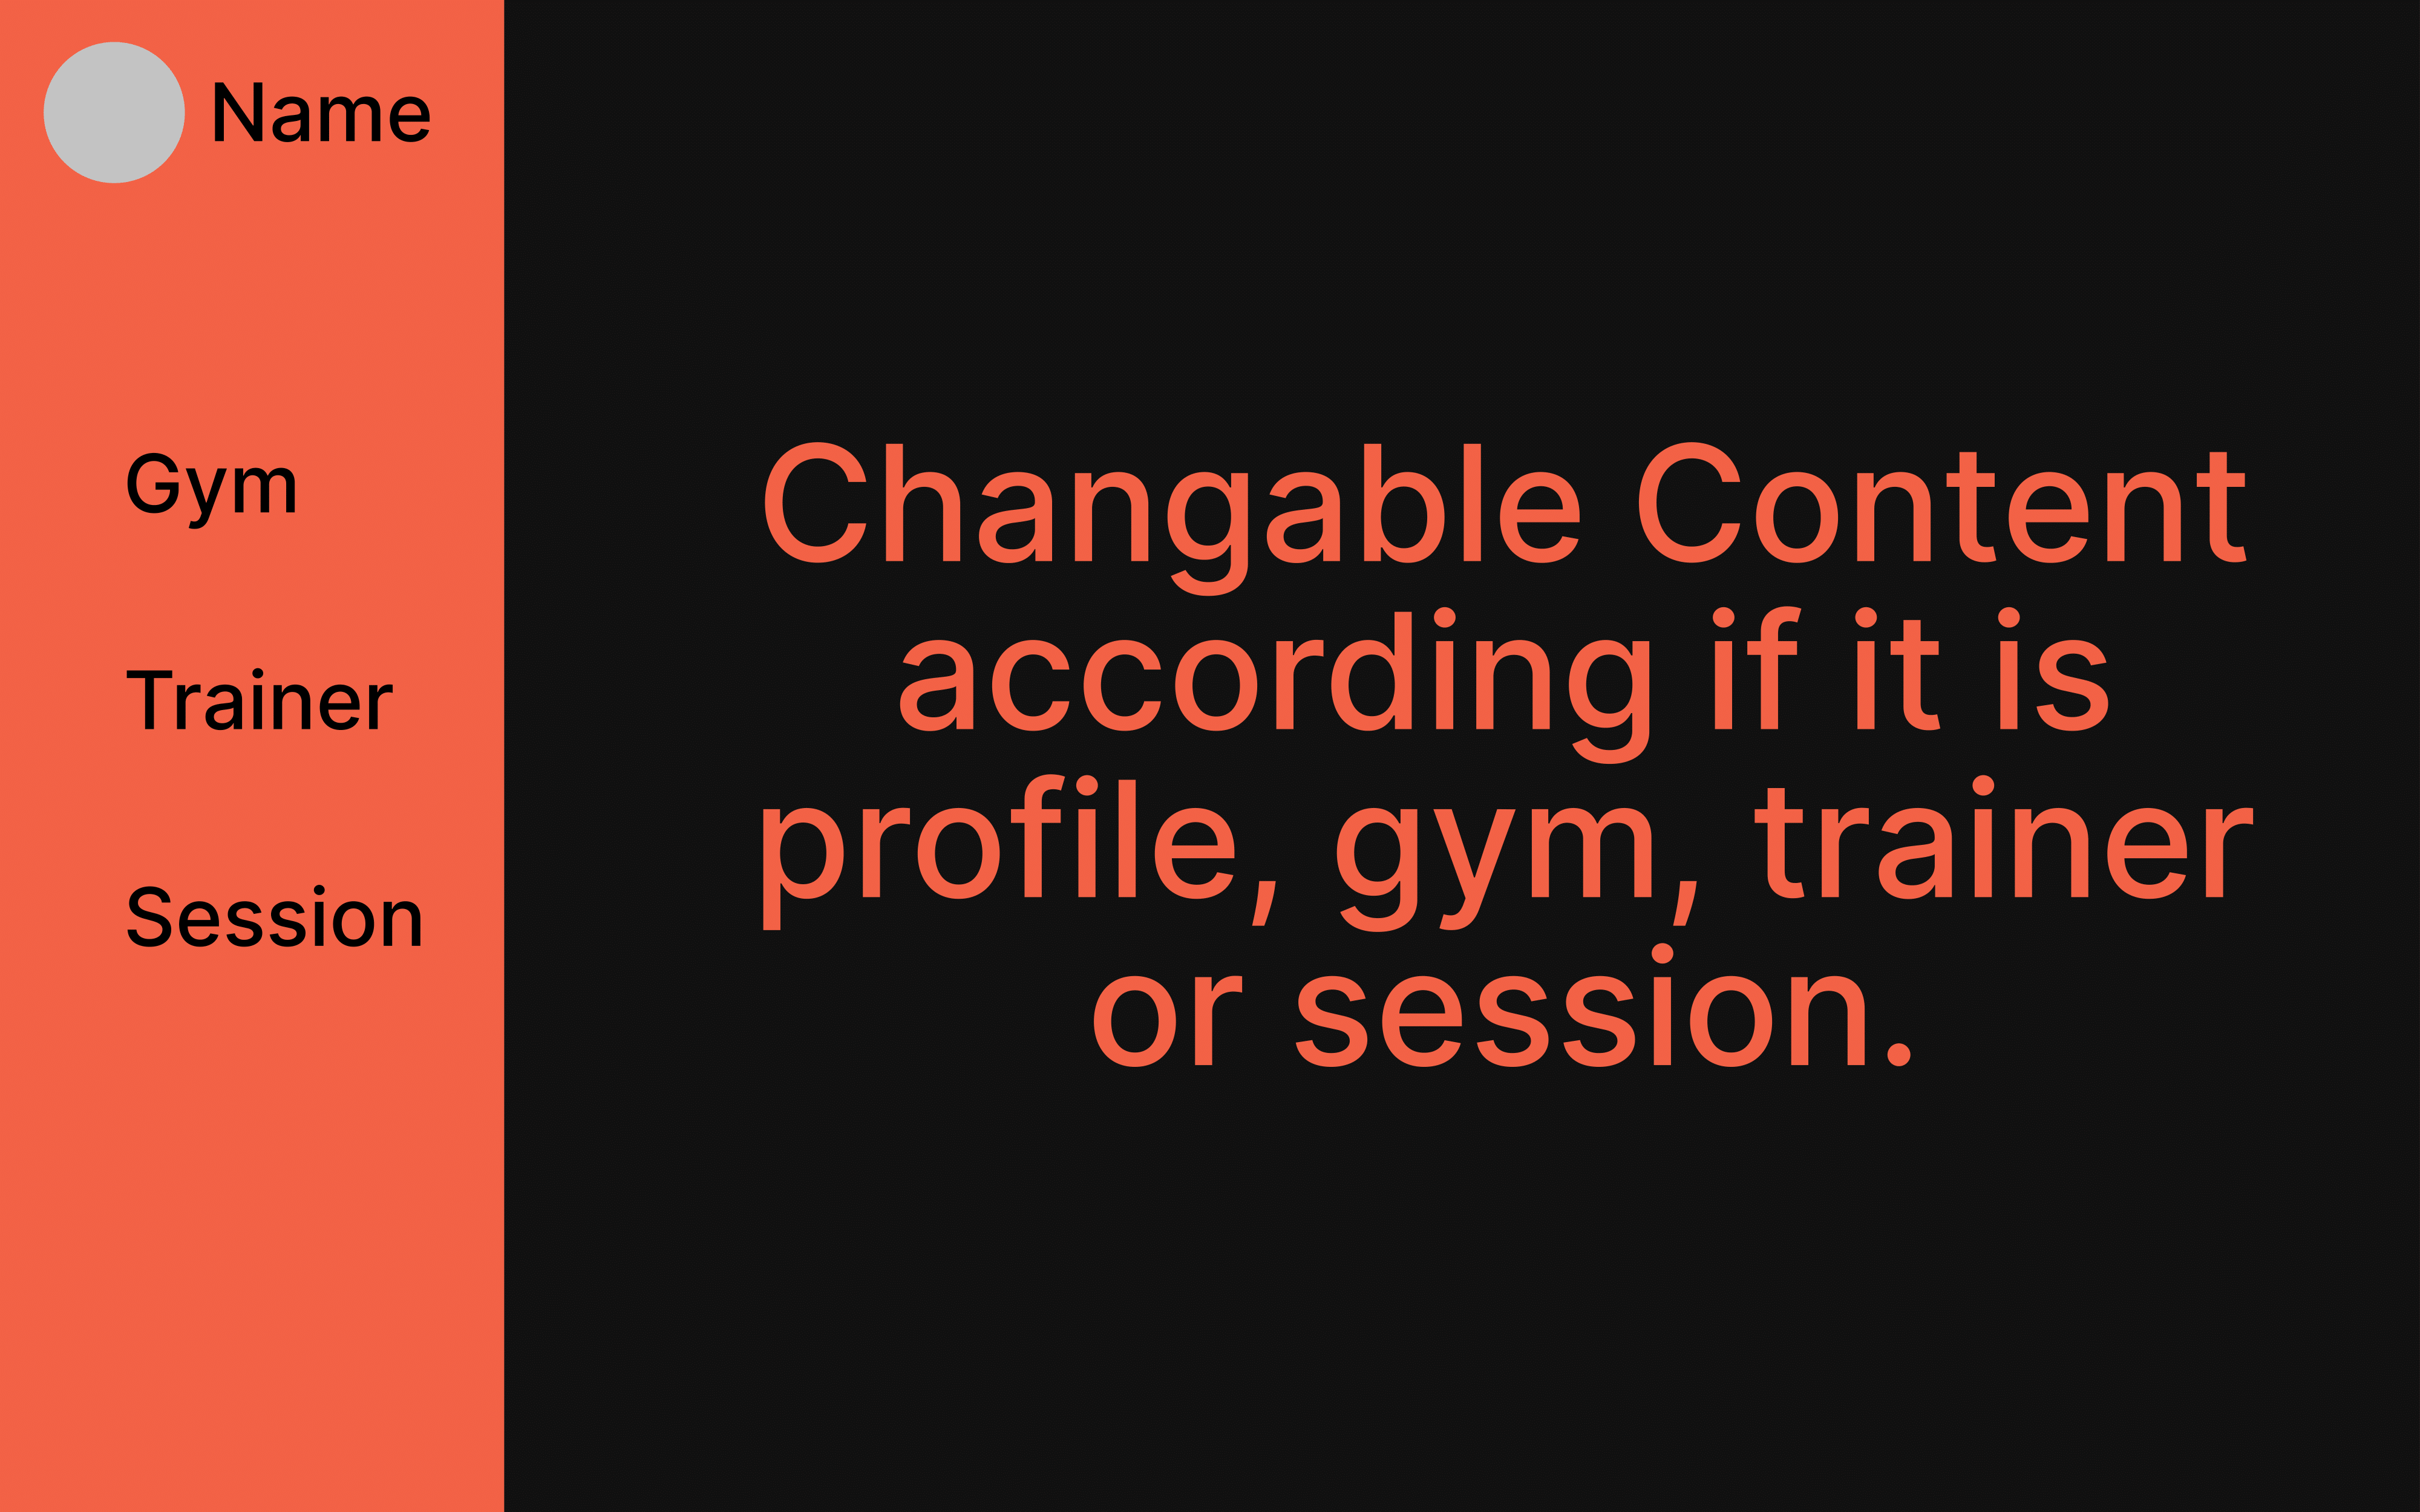 Name
Gym
Trainer
Session
Changable Content
according if it is
profile, gym, trainer
or session.